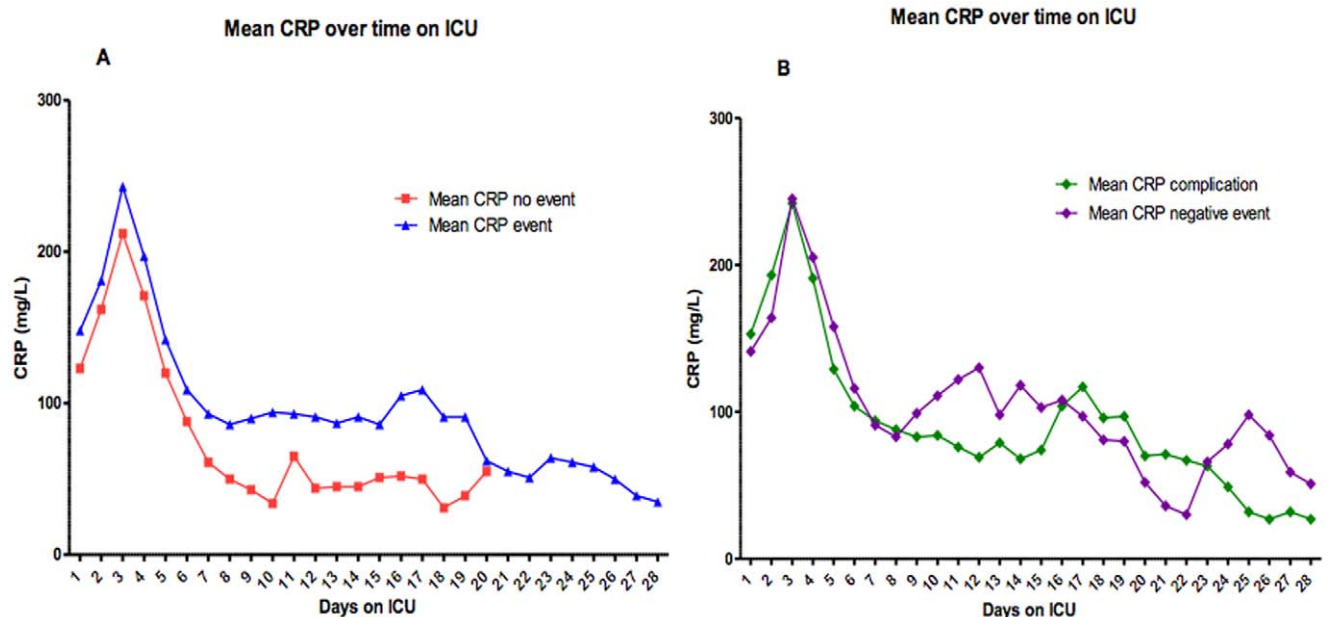 Mean CRP over time on ICU
A
300
200
100
0
CRP (mg/L)
Mean CRP no event
Mean CRP event
1 2 3 4 5 6 7 8 9 10 11 12 13 14 15 16 17 18 19 20 21 22 23 24 25 26 27 28
Days on ICU
Mean CRP over time on ICU
B
300
200
100
0
CRP (mg/L)
Mean CRP complication
Mean CRP negative event
1 2 3 4 5 6 7 8 9 10 11 12 13 14 15 16 17 18 19 20 21 22 23 24 25 26 27 28
Days on ICU